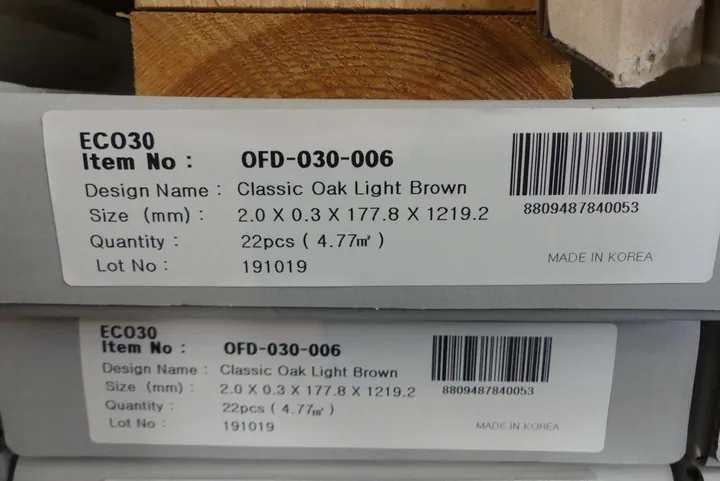 ECO30
Item No : OFD-030-006
Design Name : Classic Oak Light Brown
Size (mm) : 2.0 X 0.3 X 177.8 X 1219.2
Quantity : 22pcs ( 4.77㎡ )
Lot No : 191019
8809487840053
MADE IN KOREA
ECO30
Item No : OFD-030-006
Design Name : Classic Oak Light Brown
Size (mm) : 2.0 X 0.3 X 177.8 X 1219.2
Quantity : 22pcs ( 4.77㎡ )
Lot No : 191019
8809487840053
MADE IN KOREA